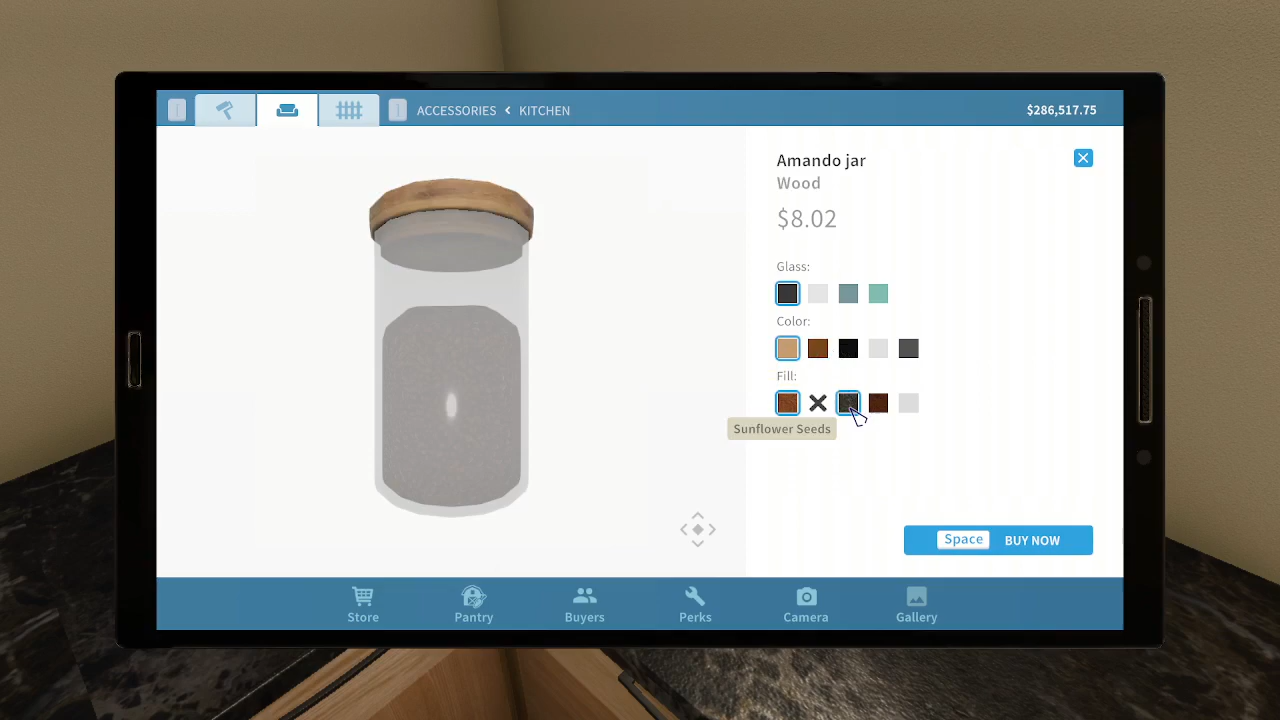 ACCESSORIES < KITCHEN
$286,517.75
Amando jar
Wood
$8.02
Glass:
Color:
Fill:
Sunflower Seeds
Space BUY NOW
Store Pantry Buyers Perks Camera Gallery